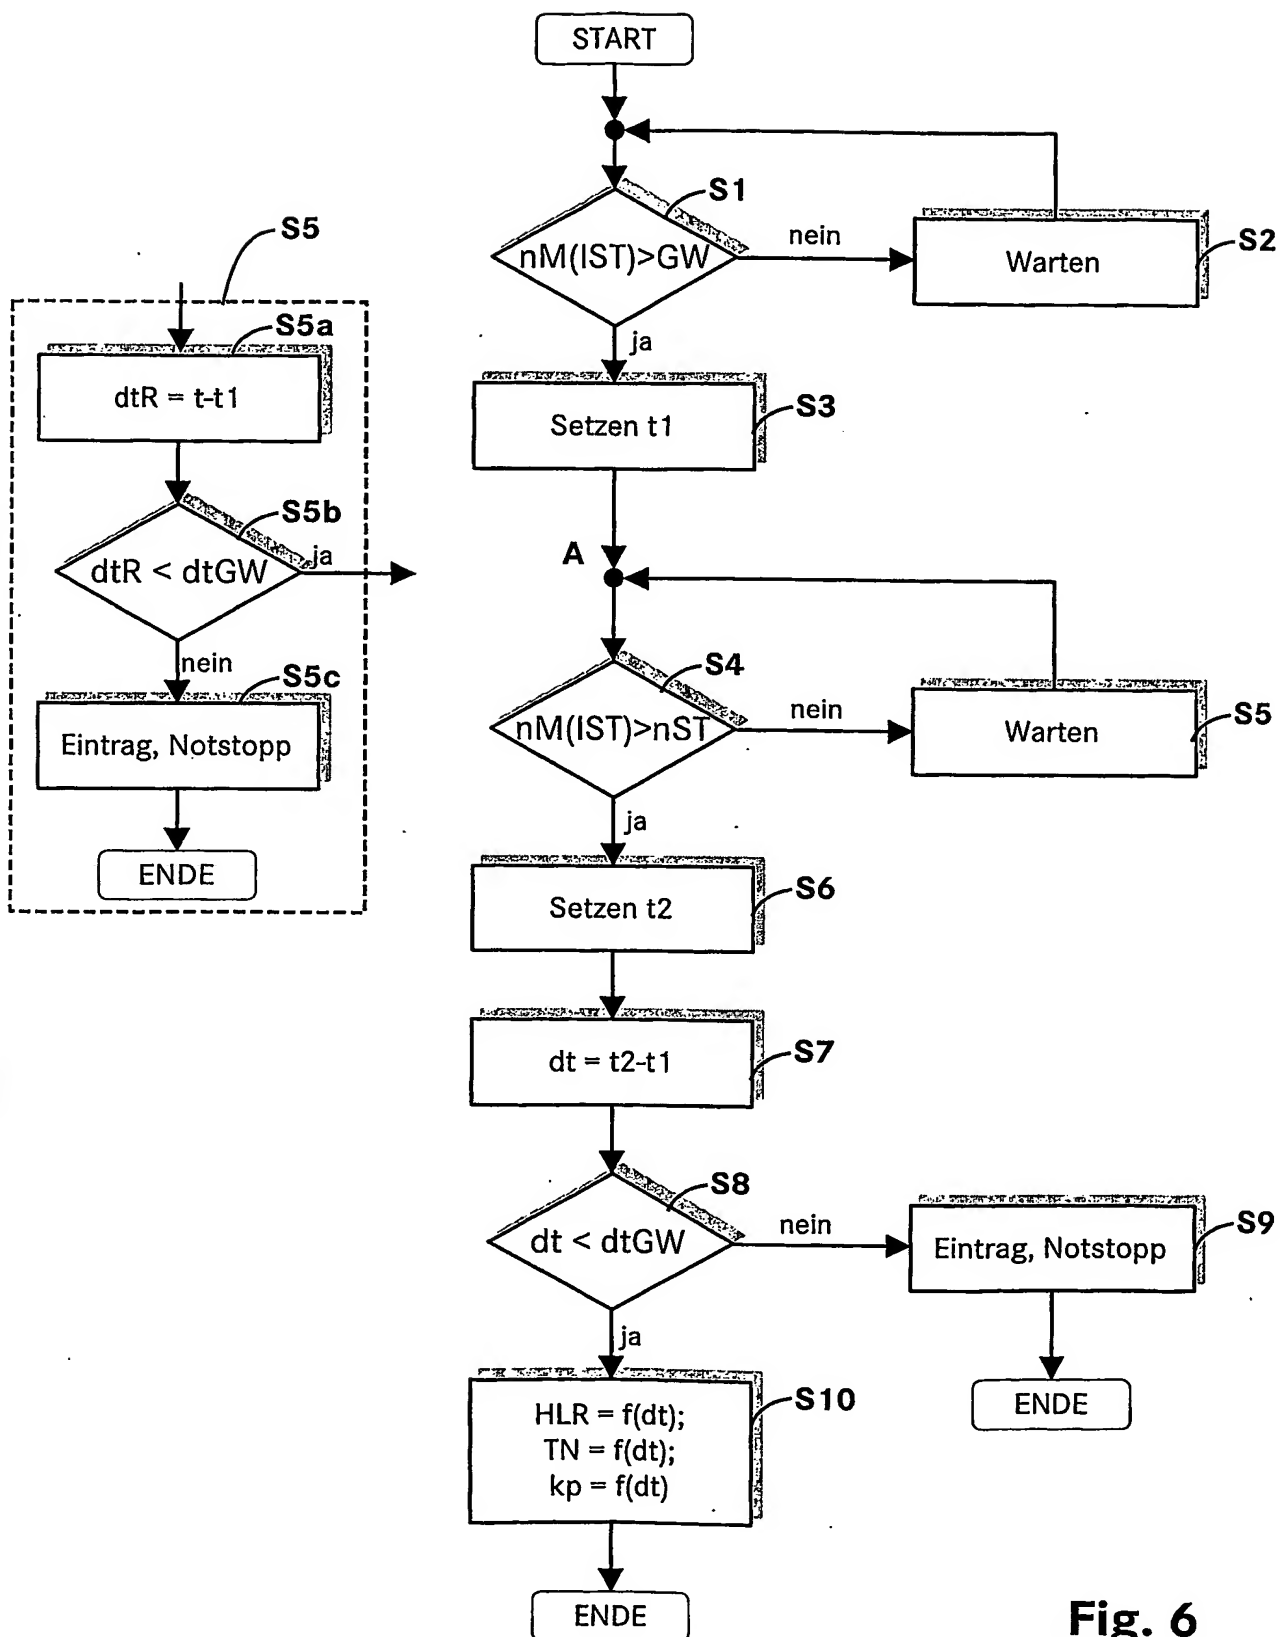 START
S1
nM(IST)>GW
nein
Warten
S2
ja
Setzen t1
S3
A
S4
nM(IST)>nST
nein
Warten
S5
ja
Setzen t2
S6
dt = t2-t1
S7
S8
dt < dtGW
nein
Eintrag, Notstopp
S9
ENDE
ja
HLR = f(dt);
TN = f(dt);
kp = f(dt)
S10
ENDE
S5
S5a
dtR = t-t1
S5b
dtR < dtGW
ja
nein
S5c
Eintrag, Notstopp
ENDE
Fig. 6